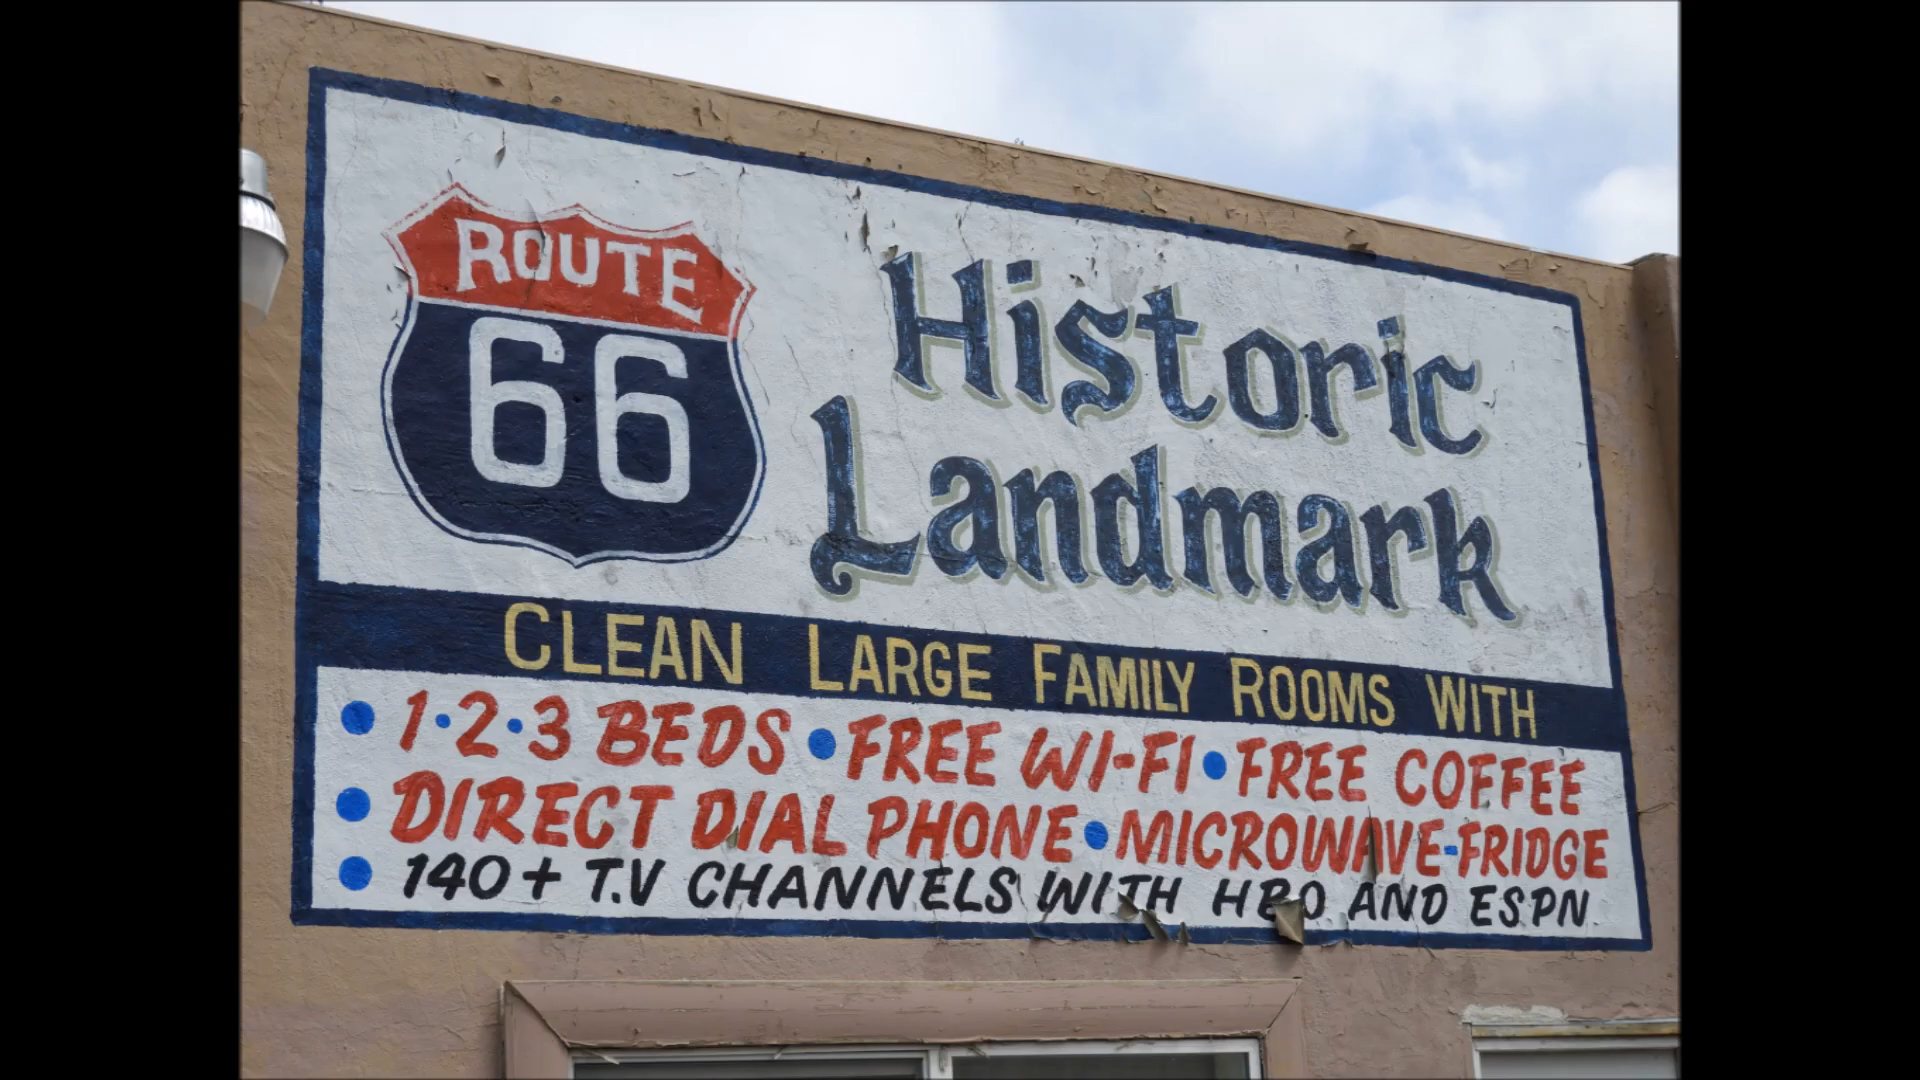 ROUTE
66
Historic
Landmark
CLEAN LARGE FAMILY ROOMS WITH
• 1•2•3 BEDS • FREE WI-FI • FREE COFFEE
• DIRECT DIAL PHONE • MICROWAVE-FRIDGE
• 140+ T.V CHANNELS WITH HBO AND ESPN